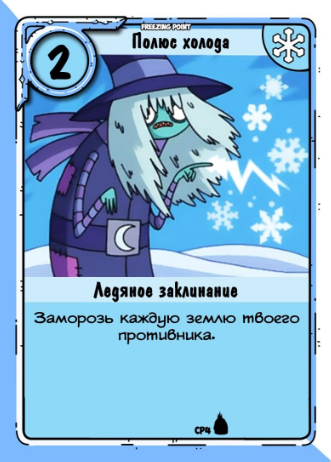 FREEZING POINT
2
Полюс холода
Ледяное заклинание
Заморозь каждую землю твоего
противника.
CP4